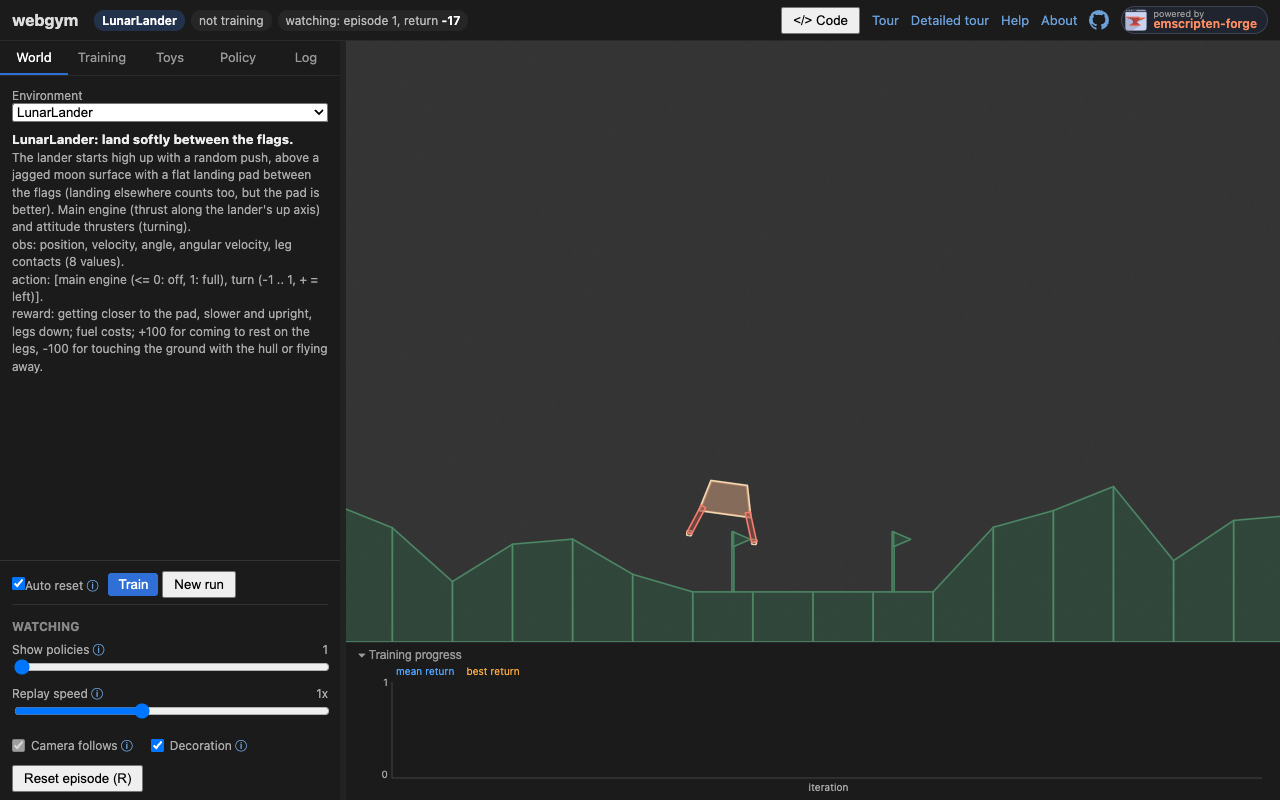 webgym LunarLander not training watching: episode 1, return -17 </> Code Tour Detailed tour Help About powered by emscripten-forge
World Training Toys Policy Log
Environment
LunarLander
LunarLander: land softly between the flags.
The lander starts high up with a random push, above a
jagged moon surface with a flat landing pad between
the flags (landing elsewhere counts too, but the pad is
better). Main engine (thrust along the lander's up axis)
and attitude thrusters (turning).
obs: position, velocity, angle, angular velocity, leg
contacts (8 values).
action: [main engine (<= 0: off, 1: full), turn (-1 .. 1, + =
left)].
reward: getting closer to the pad, slower and upright,
legs down; fuel costs; +100 for coming to rest on the
legs, -100 for touching the ground with the hull or flying
away.
Auto reset ⓘ Train New run
WATCHING
Show policies ⓘ 1
Replay speed ⓘ 1x
Camera follows ⓘ Decoration ⓘ
Reset episode (R)
Training progress
mean return best return
1
0
iteration